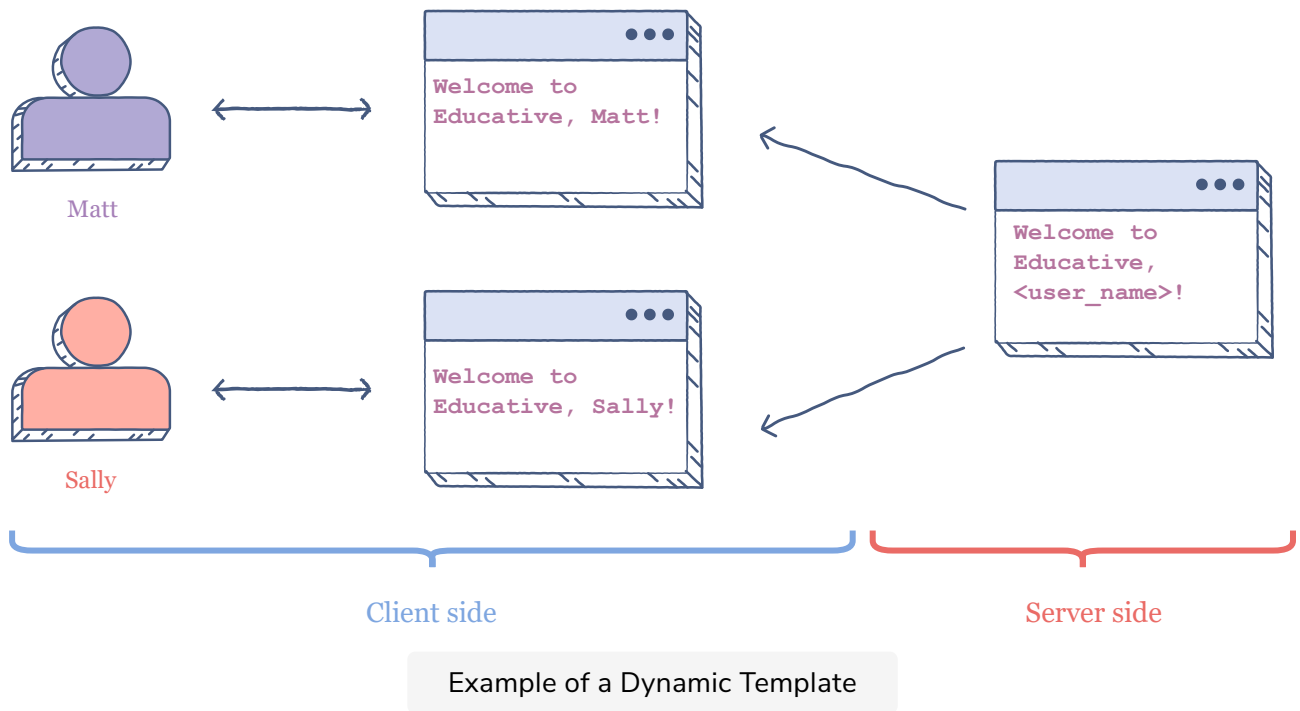 Welcome to
Educative, Matt!
Matt
Welcome to
Educative,
<user_name>!
Welcome to
Educative, Sally!
Sally
Client side
Server side
Example of a Dynamic Template